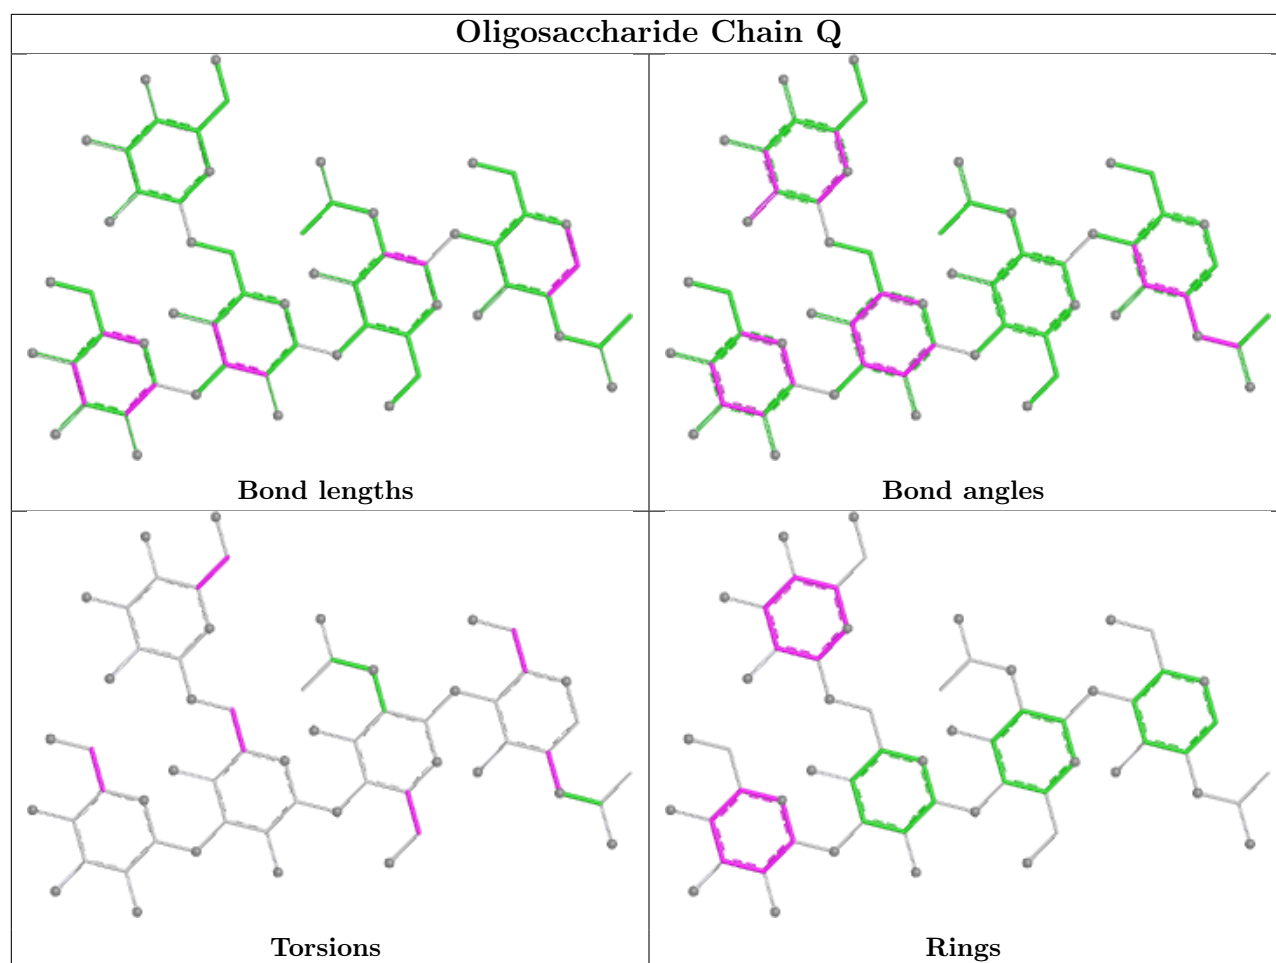 Oligosaccharide Chain Q
Bond lengths
Bond angles
Torsions
Rings